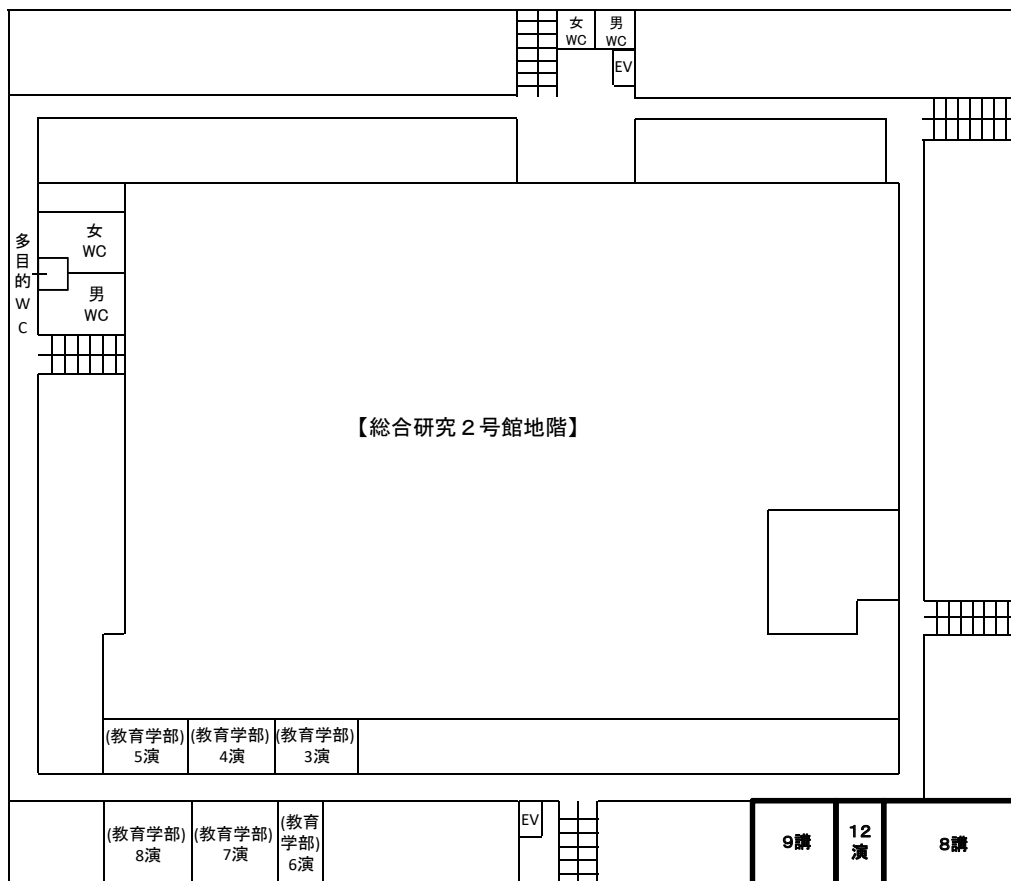 女
WC
男
WC
EV
多目的WC
女
WC
男
WC
【総合研究２号館地階】
(教育学部)
5演
(教育学部)
4演
(教育学部)
3演
(教育学部)
8演
(教育学部)
7演
(教育
学部)
6演
EV
9講
12
演
8講